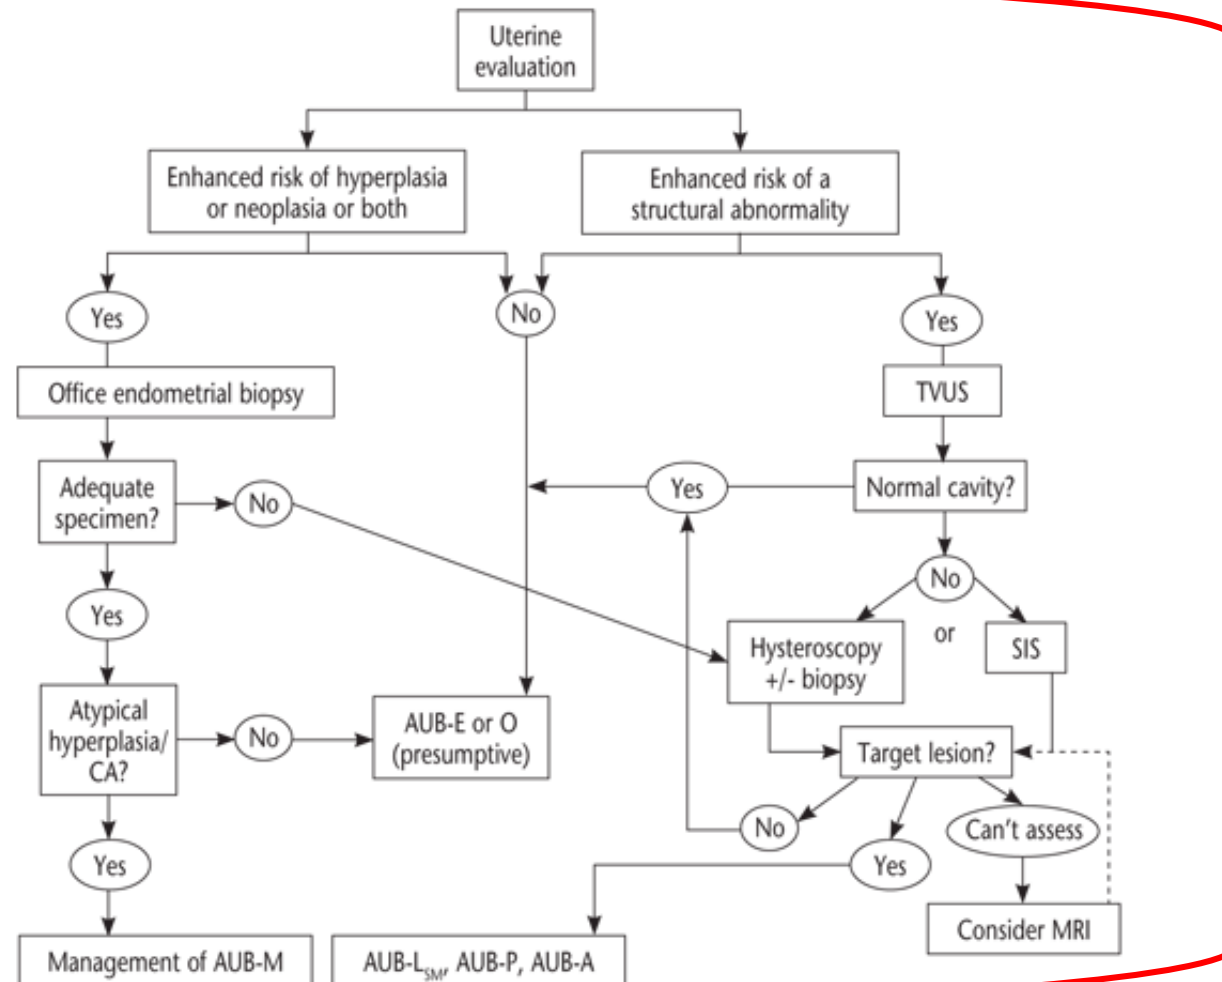 Uterine
evaluation
Enhanced risk of hyperplasia
or neoplasia or both
Enhanced risk of a
structural abnormality
Yes
No
Yes
Office endometrial biopsy
TVUS
Adequate
specimen?
No
Yes
Normal cavity?
Yes
No
Hysteroscopy
+/- biopsy
or
SIS
Atypical
hyperplasia/
CA?
No
AUB-E or O
(presumptive)
Target lesion?
No
Yes
Can't assess
Yes
Consider MRI
Management of AUB-M
AUB-LSM, AUB-P, AUB-A